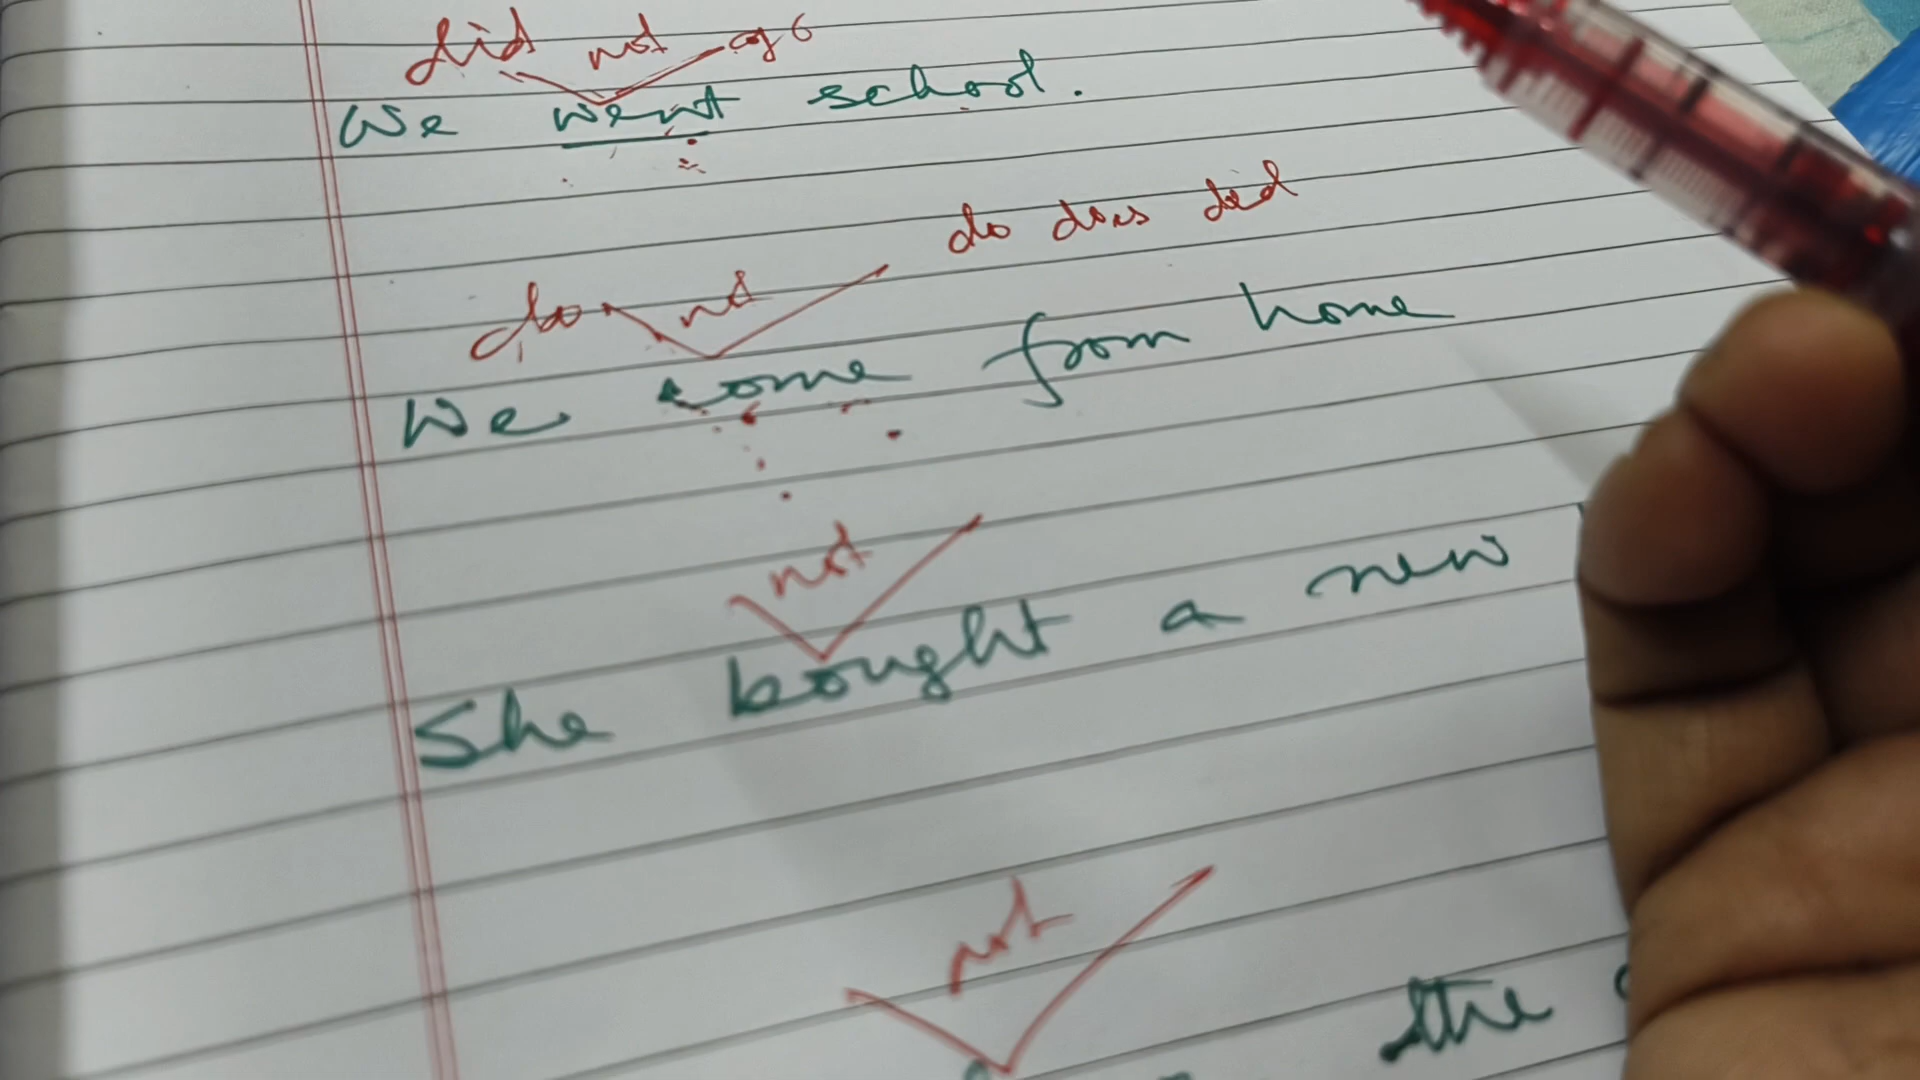 did not go
We went school.
do does did
do not
We come from home
not
She bought a new
not
the